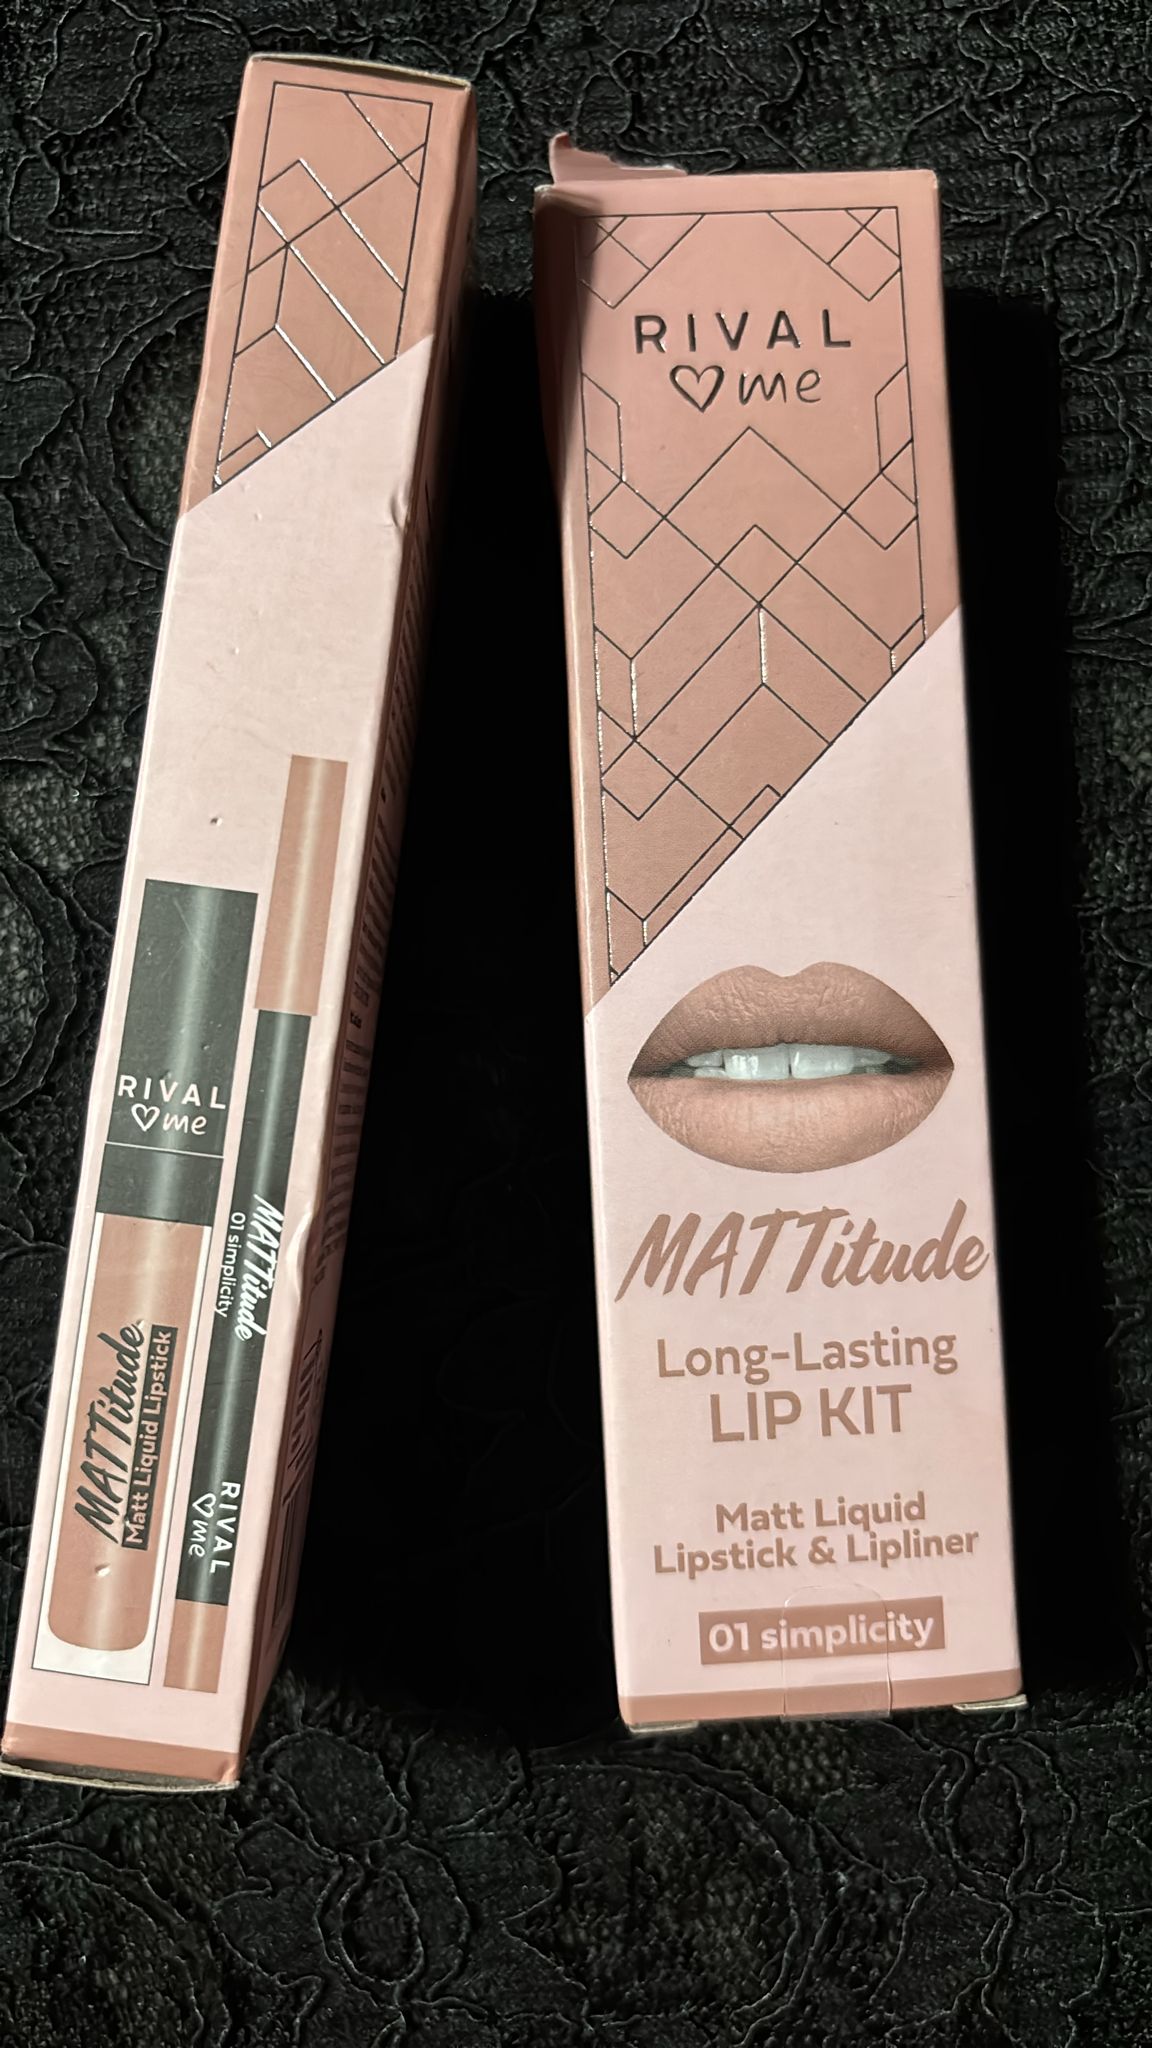 RIVAL
♡me
MATTitude
Matt Liquid Lipstick
MATTitude
01 simplicity
RIVAL
♡me
RIVAL
♡me
MATTitude
Long-Lasting
LIP KIT
Matt Liquid
Lipstick & Lipliner
01 simplicity